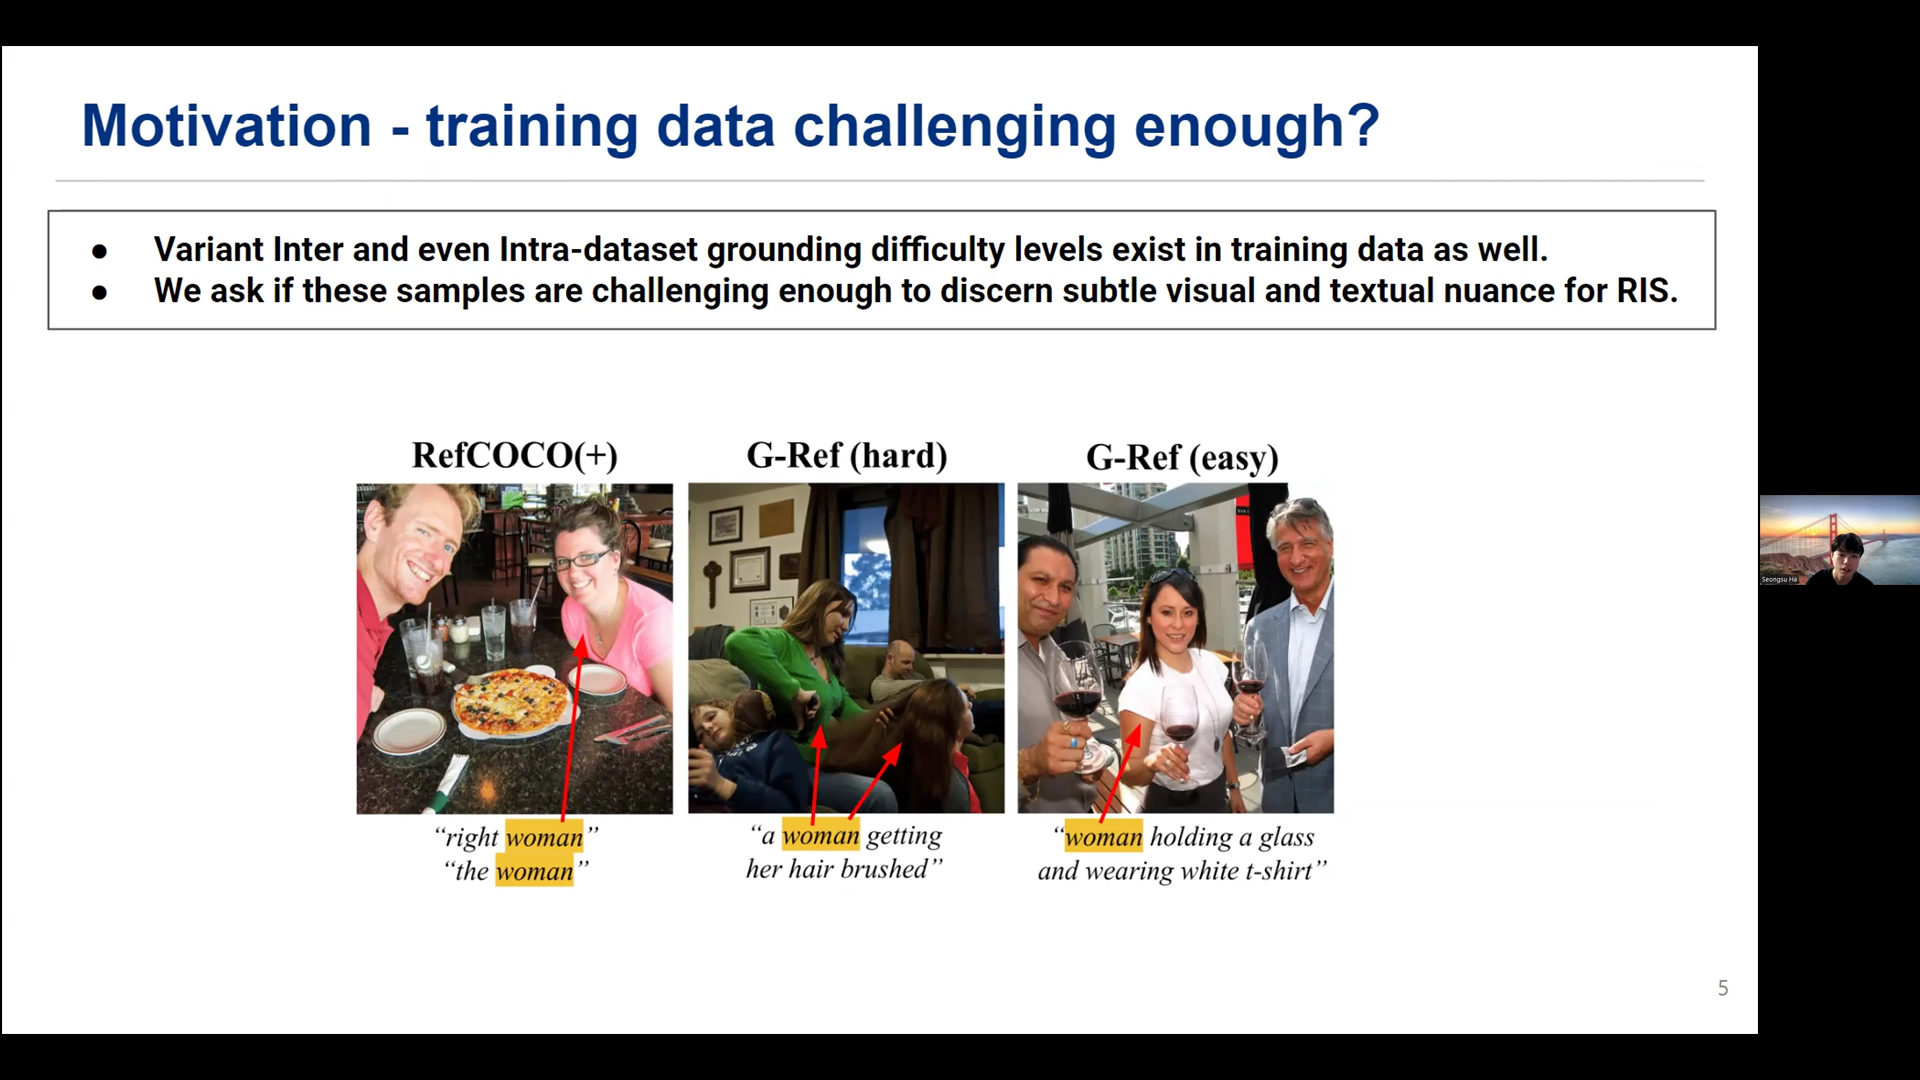 Motivation - training data challenging enough?
● Variant Inter and even Intra-dataset grounding difficulty levels exist in training data as well.
● We ask if these samples are challenging enough to discern subtle visual and textual nuance for RIS.
RefCOCO(+)
G-Ref (hard)
G-Ref (easy)
“right woman”
“the woman”
“a woman getting
her hair brushed”
“woman holding a glass
and wearing white t-shirt”
Seongsu Ha
5